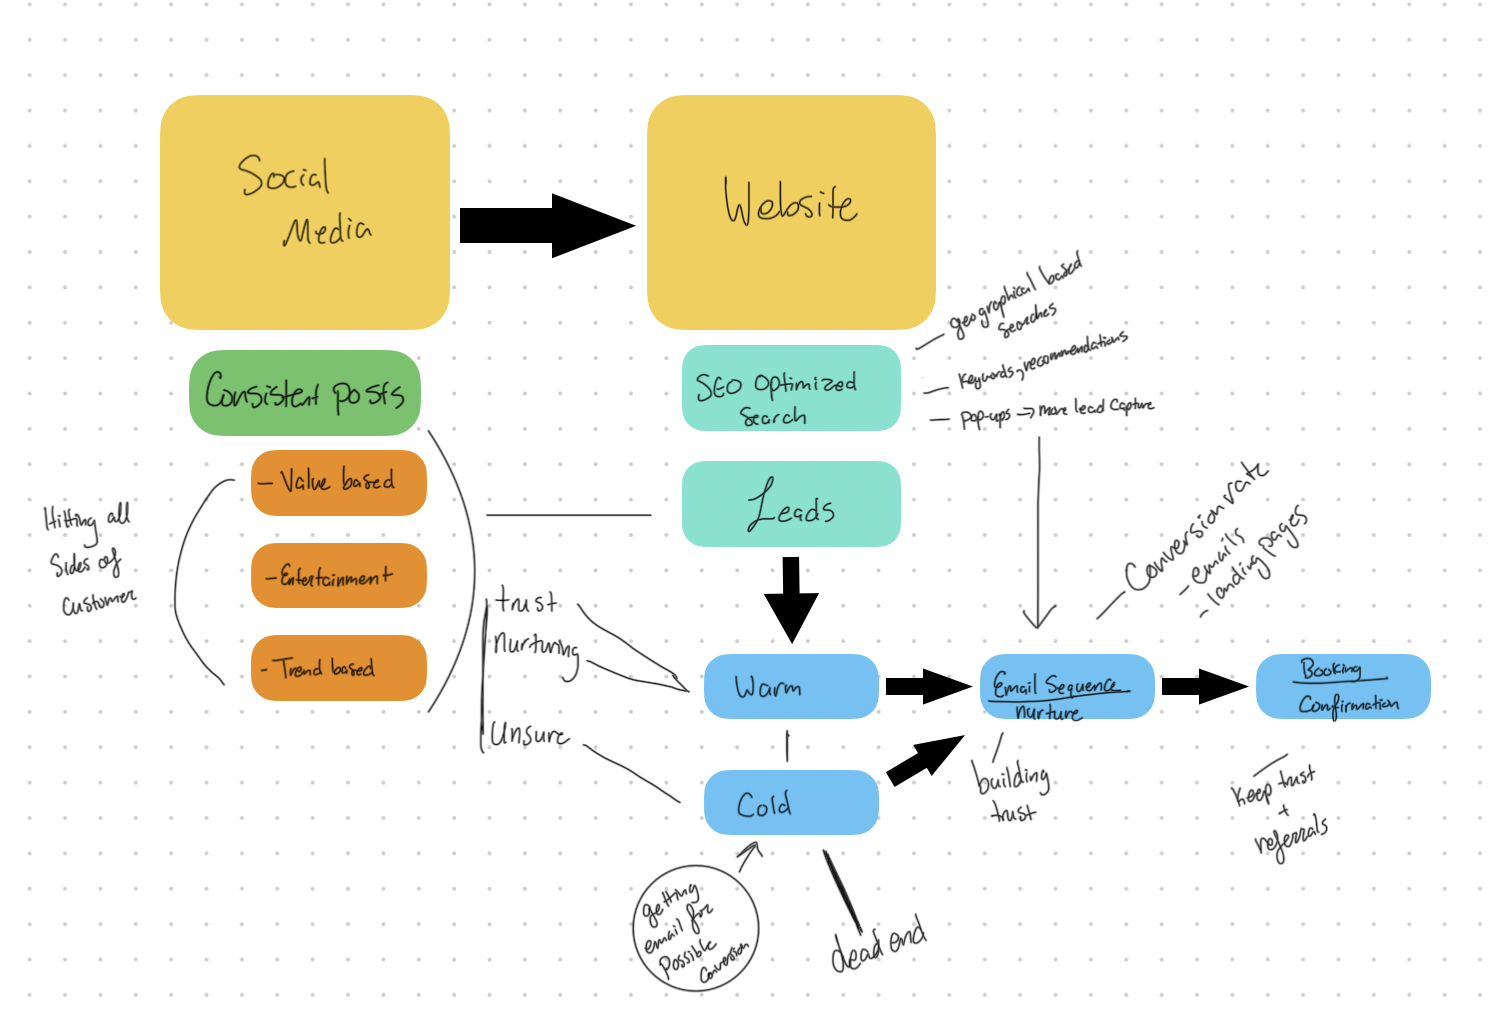 Social
Media
Website
Consistent posts
- Value based
- Entertainment
- Trend based
Hitting all
sides of
customer
SEO Optimized
Search
Leads
- geographical based
searches
- Keywords, recommendations
- Pop-ups → more lead capture
trust
nurturing
Unsure
Warm
Cold
getting
email for
possible
conversion
dead end
Email Sequence
nurture
building
trust
Conversion rate
- emails
- landing pages
Booking
Confirmation
Keep trust
+
referrals